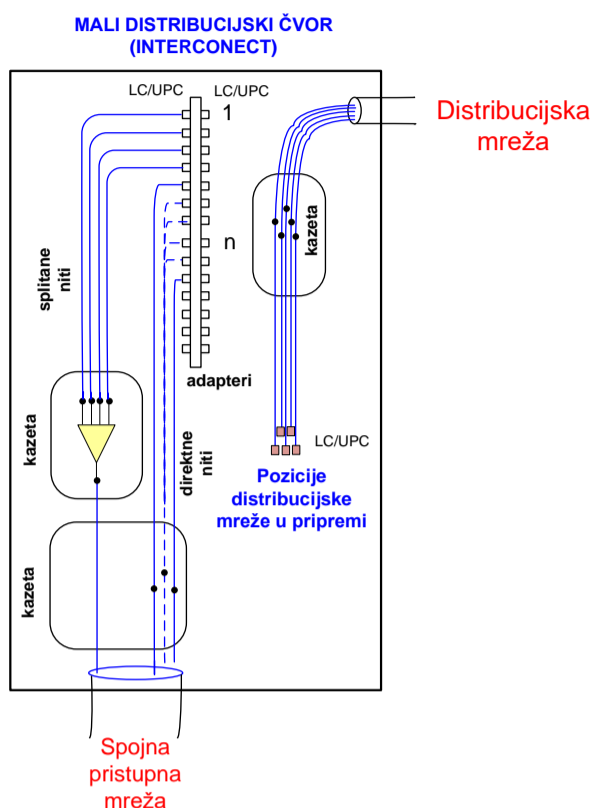 MALI DISTRIBUCIJSKI ČVOR
(INTERCONECT)
LC/UPC
LC/UPC
1
Distribucijska
mreža
kazeta
n
splitane
niti
adapteri
LC/UPC
kazeta
direktne
niti
Pozicije
distribucijske
mreže u pripremi
kazeta
Spojna
pristupna
mreža